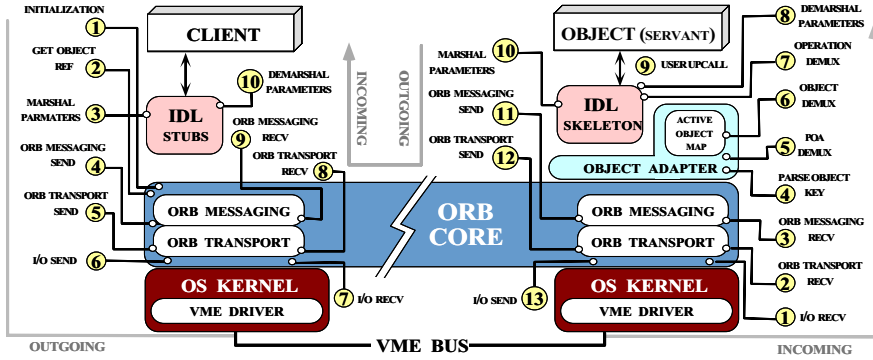 INITIALIZATION
1
CLIENT
OBJECT (SERVANT)
8
DEMARSHAL
PARAMETERS
GET OBJECT
REF
2
10
DEMARSHAL
PARAMETERS
INCOMING
OUTGOING
10
MARSHAL
PARAMETERS
9 USER UPCALL
7
OPERATION
DEMUX
MARSHAL
PARMATERS
3
IDL
STUBS
ORB MESSAGING
RECV
9
ORB MESSAGING
SEND
11
IDL
SKELETON
ACTIVE
OBJECT
MAP
6
OBJECT
DEMUX
ORB MESSAGING
SEND
4
ORB TRANSPORT
RECV
8
ORB TRANSPORT
SEND
12
OBJECT ADAPTER
5
POA
DEMUX
4
PARSE OBJECT
KEY
ORB TRANSPORT
SEND
5
ORB MESSAGING
ORB TRANSPORT
ORB
CORE
ORB MESSAGING
ORB TRANSPORT
3
ORB MESSAGING
RECV
I/O SEND 6
2
ORB TRANSPORT
RECV
OS KERNEL
VME DRIVER
7 I/O RECV
I/O SEND 13
OS KERNEL
VME DRIVER
1 I/O RECV
OUTGOING
VME BUS
INCOMING